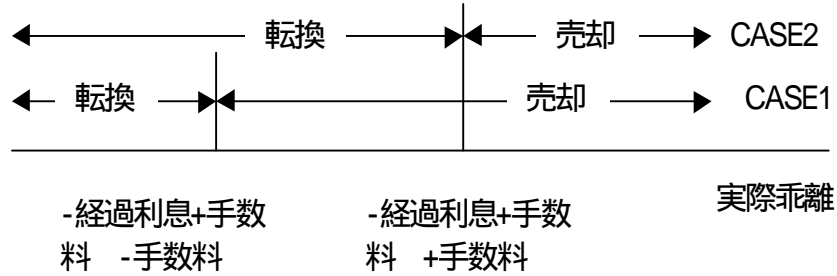 転換 売却 CASE2
転換 売却 CASE1
実際乖離
-経過利息+手数 -経過利息+手数
料 -手数料 料 +手数料